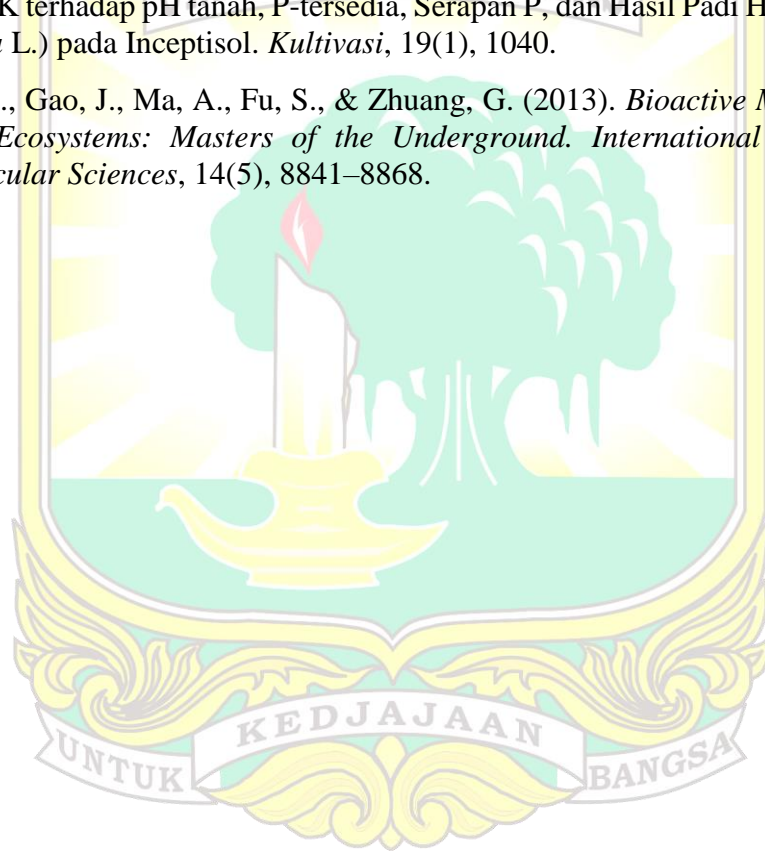 K terhadap pH tanah, P-tersedia, Serapan P, dan Hasil Padi H
L.) pada Inceptisol. Kultivasi, 19(1), 1040.
., Gao, J., Ma, A., Fu, S., & Zhuang, G. (2013). Bioactive M
Ecosystems: Masters of the Underground. International
cular Sciences, 14(5), 8841–8868.
UNTUK KEDJAJAAN BANGSA